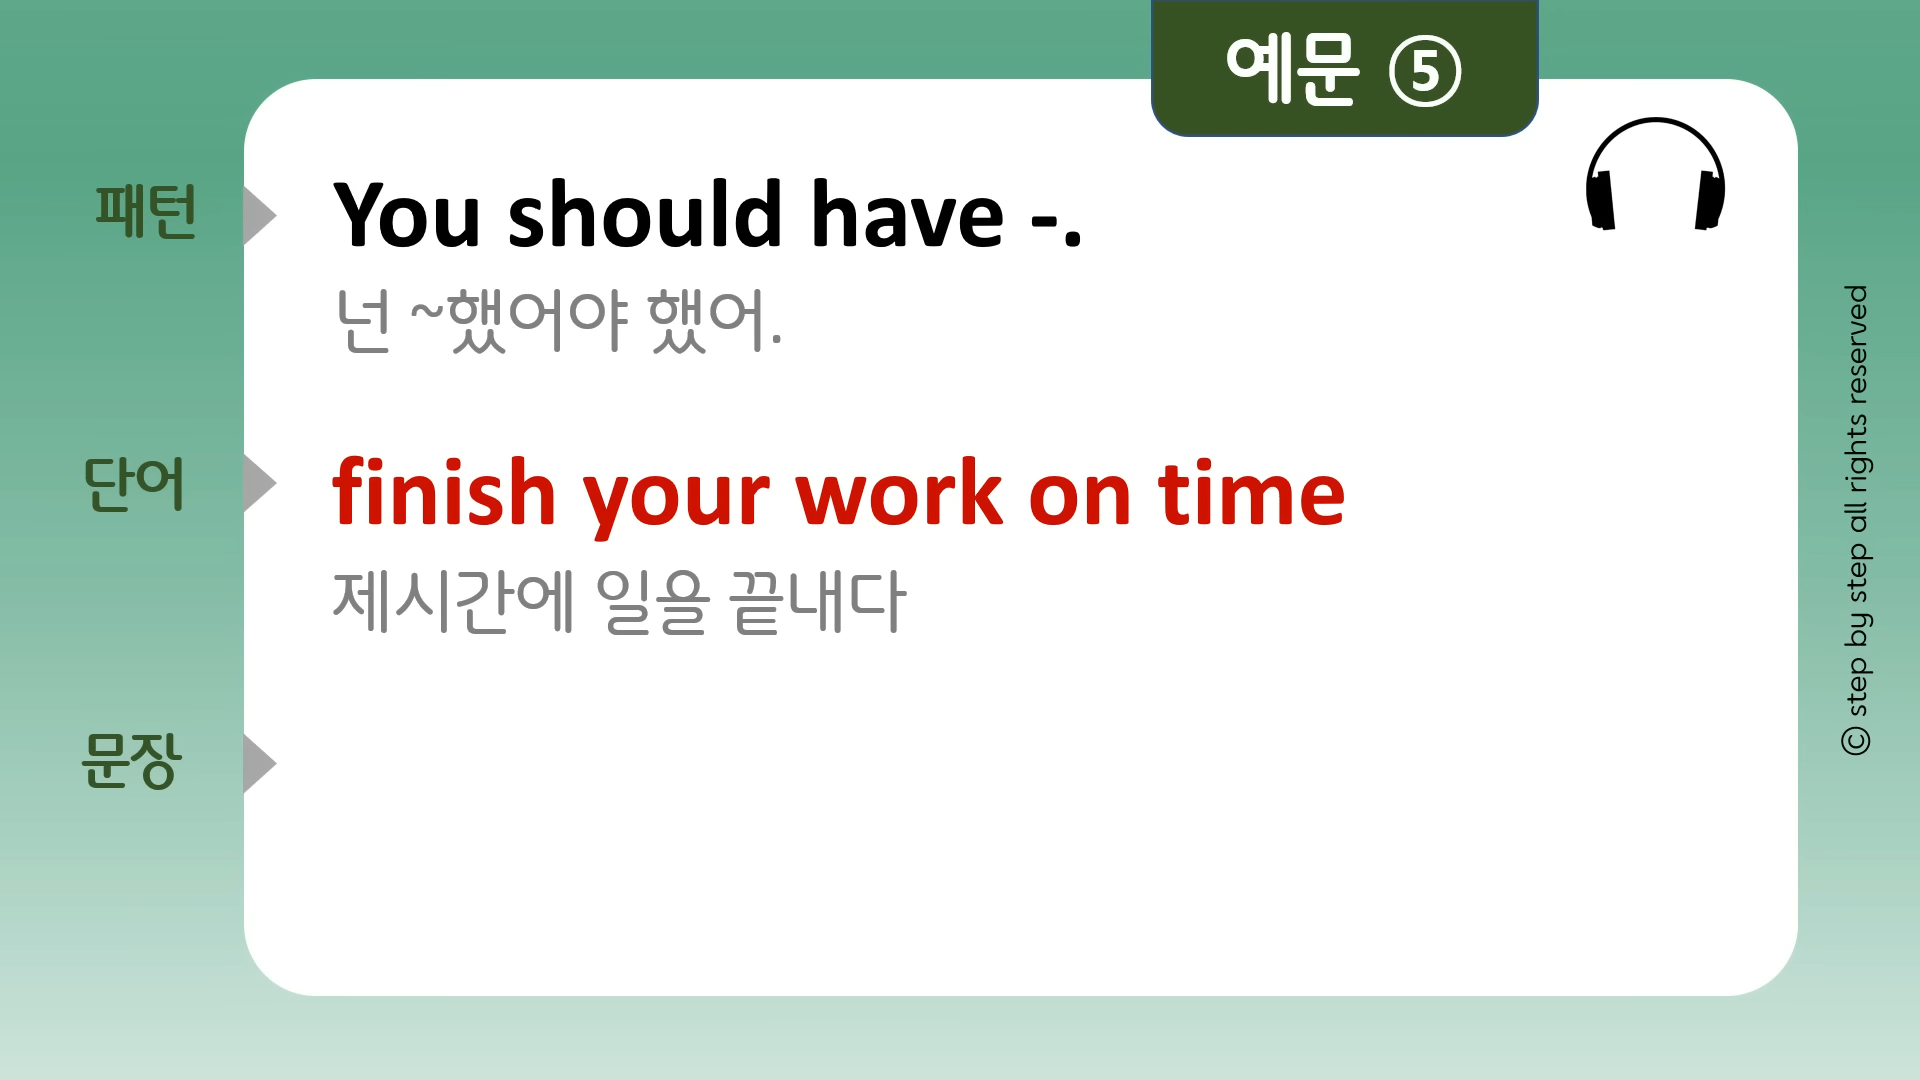 예문 ⑤
패턴
You should have -.
넌 ~했어야 했어.
단어
finish your work on time
제시간에 일을 끝내다
문장
© step by step all rights reserved